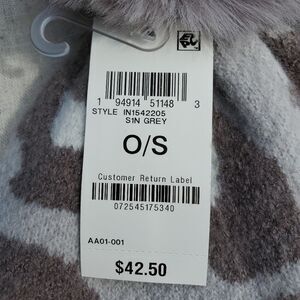 1 94914 51148 3
STYLE IN1542205
S1N GREY
O/S
Customer Return Label
072545175340
AA01-001
$42.50